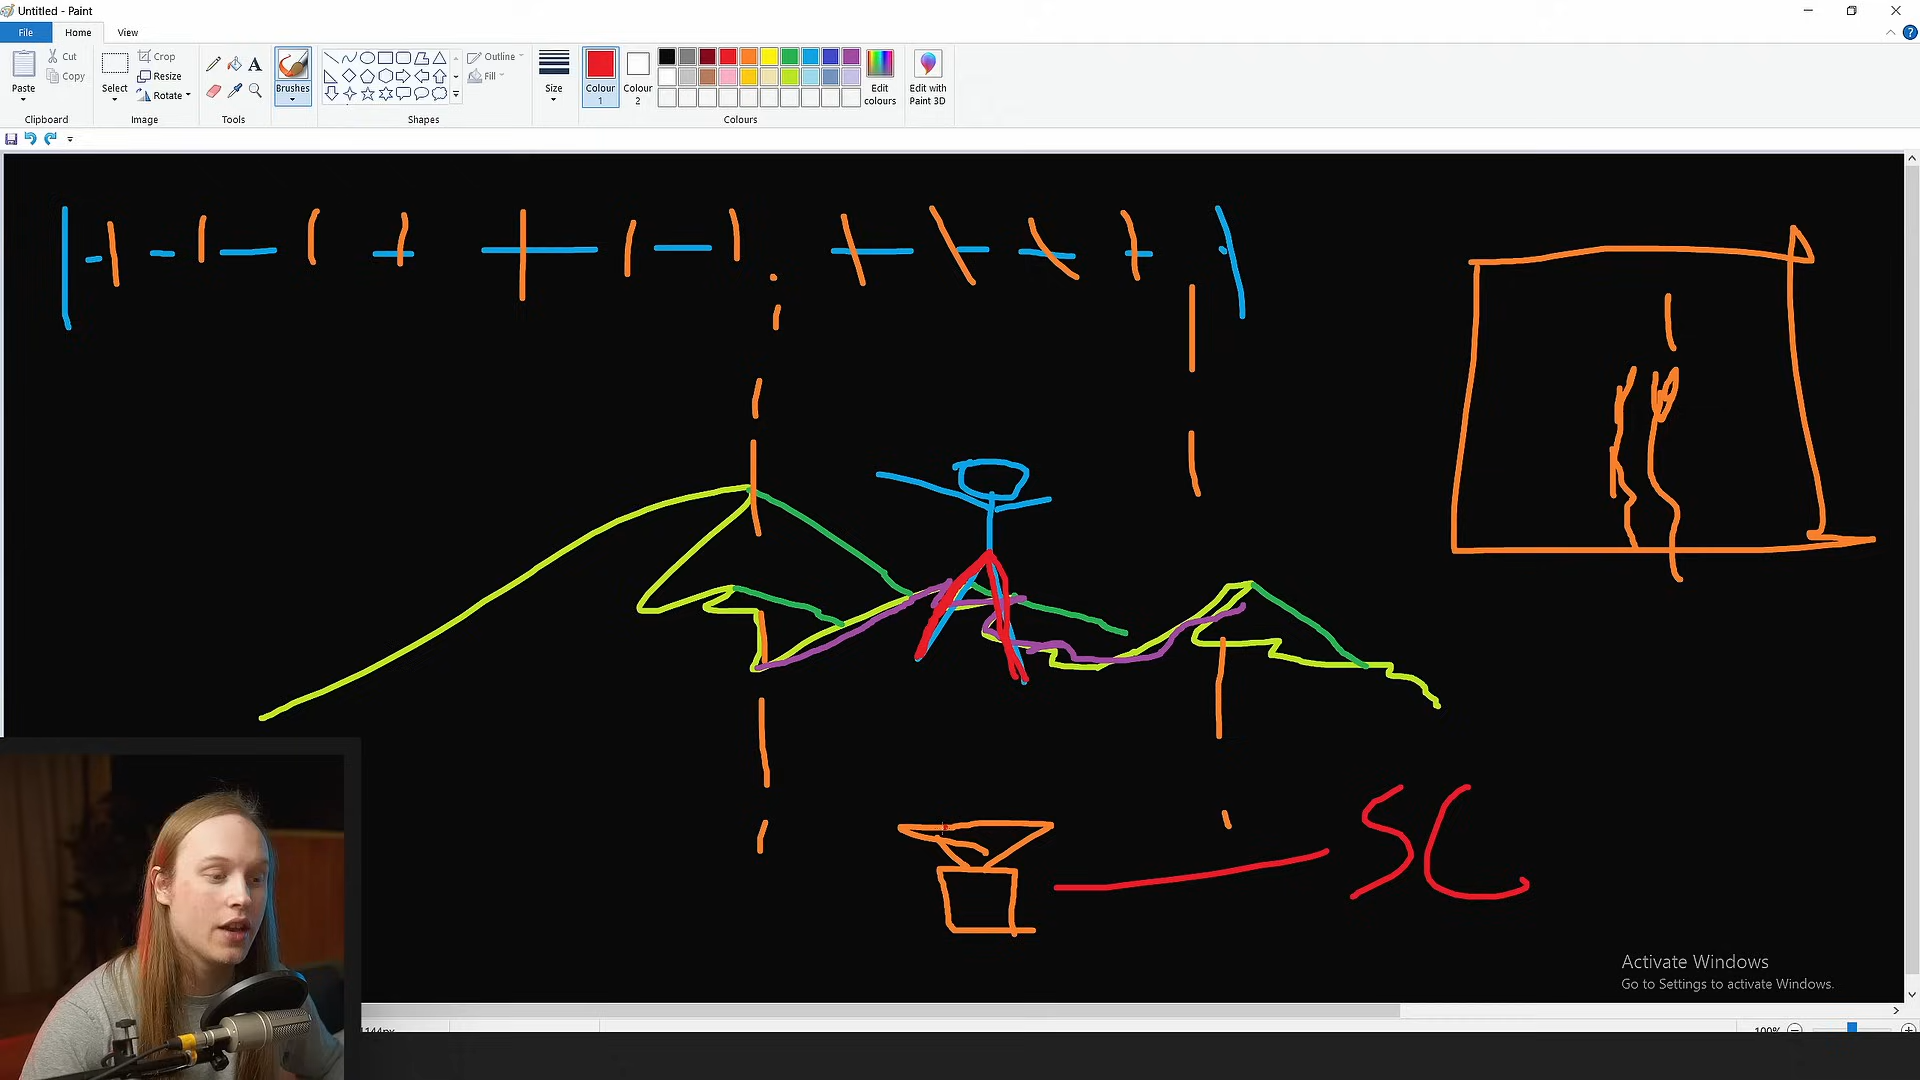 Untitled - Paint
File Home View
Paste
Cut
Copy
Clipboard
Select
Crop
Resize
Rotate
Image
A
Tools
Brushes
Outline
Fill
Shapes
Size
Colour 1
Colour 2
Edit colours
Colours
Edit with Paint 3D
SC
Activate Windows
Go to Settings to activate Windows.
100%